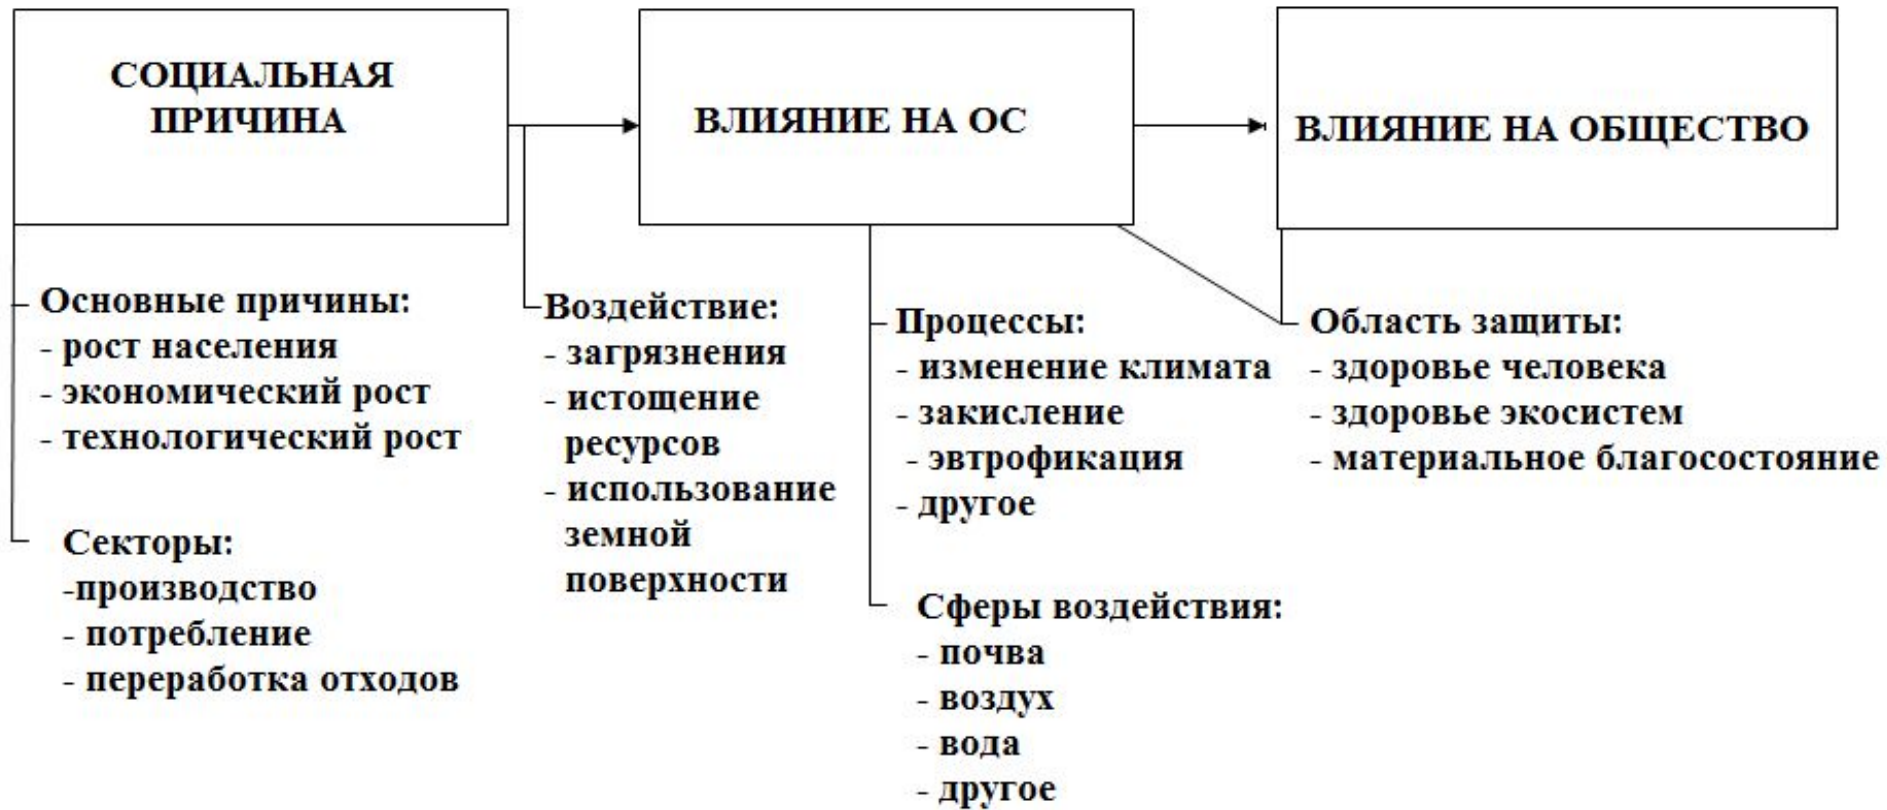 СОЦИАЛЬНАЯ
ПРИЧИНА
ВЛИЯНИЕ НА ОС
ВЛИЯНИЕ НА ОБЩЕСТВО
Основные причины:
- рост населения
- экономический рост
- технологический рост
Секторы:
-производство
- потребление
- переработка отходов
Воздействие:
- загрязнения
- истощение
ресурсов
- использование
земной
поверхности
Процессы:
- изменение климата
- закисление
- эвтрофикация
- другое
Сферы воздействия:
- почва
- воздух
- вода
- другое
Область защиты:
- здоровье человека
- здоровье экосистем
- материальное благосостояние